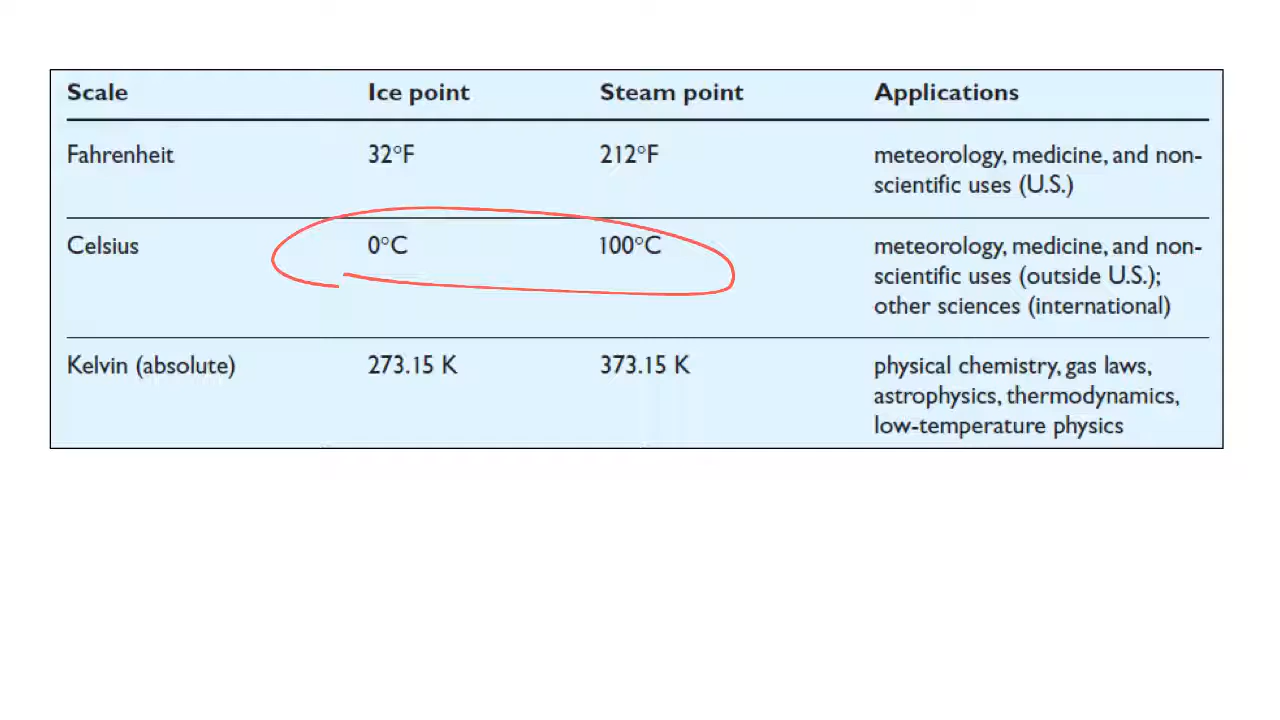 Scale Ice point Steam point Applications
Fahrenheit 32°F 212°F meteorology, medicine, and non-
scientific uses (U.S.)
Celsius 0°C 100°C meteorology, medicine, and non-
scientific uses (outside U.S.);
other sciences (international)
Kelvin (absolute) 273.15 K 373.15 K physical chemistry, gas laws,
astrophysics, thermodynamics,
low-temperature physics